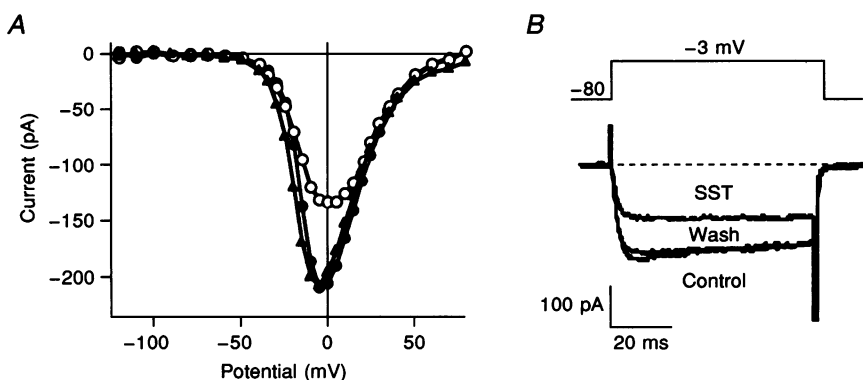 A
0
−50
−100
−150
−200
Current (pA)
−100
−50
0
50
Potential (mV)
B
−3 mV
−80
SST
Wash
Control
100 pA
20 ms